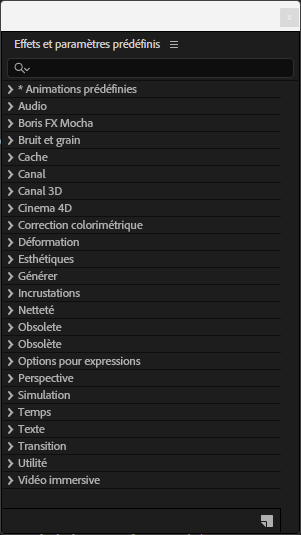 Effets et paramètres prédéfinis
* Animations prédéfinies
Audio
Boris FX Mocha
Bruit et grain
Cache
Canal
Canal 3D
Cinema 4D
Correction colorimétrique
Déformation
Esthétiques
Générer
Incrustations
Netteté
Obsolete
Obsolète
Options pour expressions
Perspective
Simulation
Temps
Texte
Transition
Utilité
Vidéo immersive